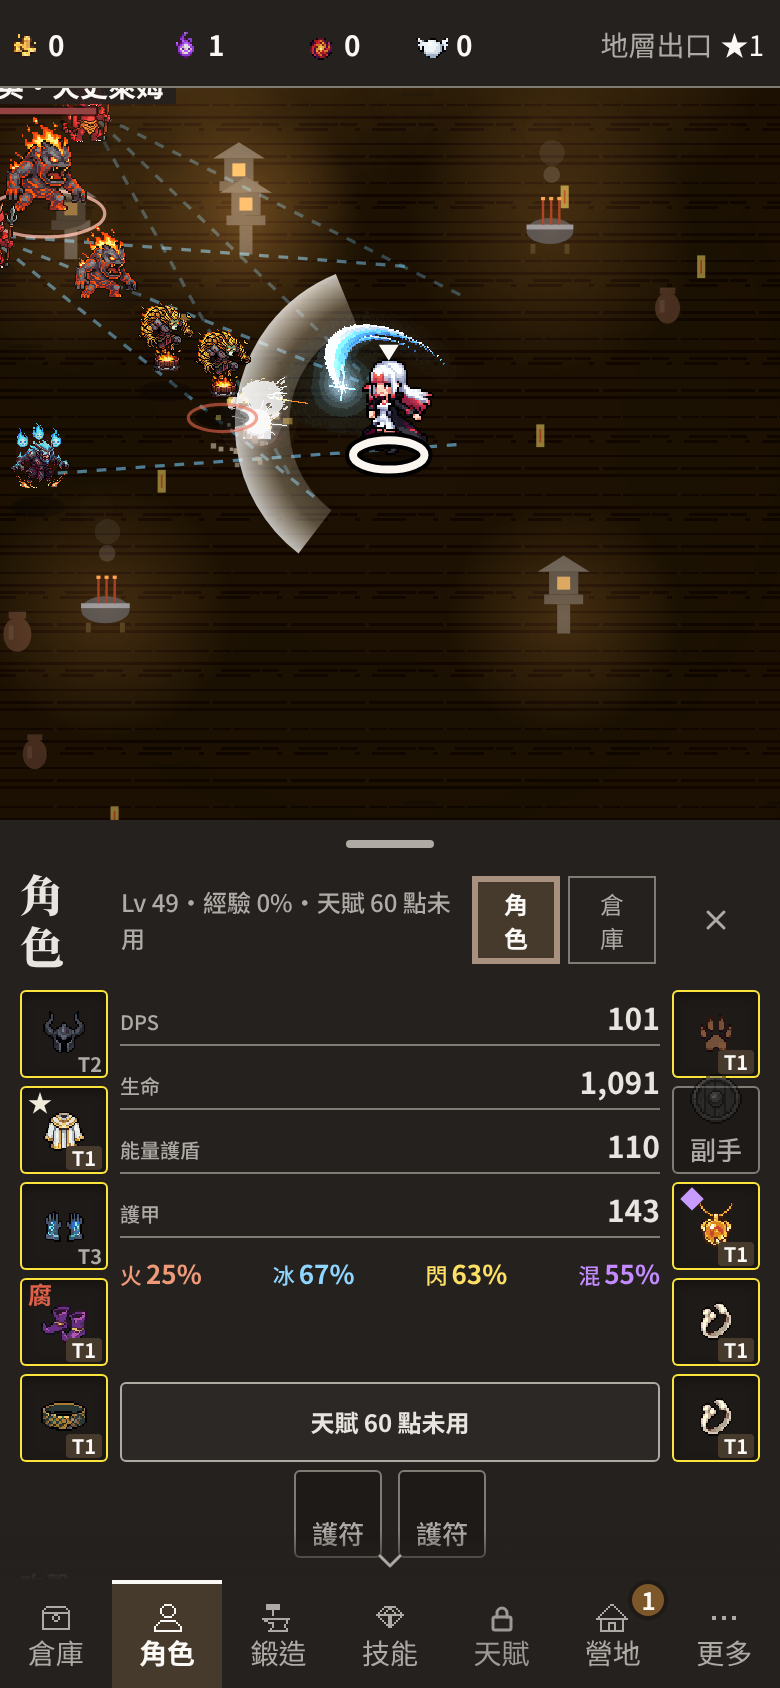 0
1
0
0
地層出口 ★1
角色
Lv 49・經驗 0%・天賦 60 點未用
角色
倉庫
×
T2
DPS
101
T1
★
T1
生命
1,091
副手
能量護盾
110
T3
護甲
143
T1
火 25%
冰 67%
閃 63%
混 55%
腐
T1
T1
T1
天賦 60 點未用
T1
護符
護符
倉庫
角色
鍛造
技能
天賦
營地
1
更多